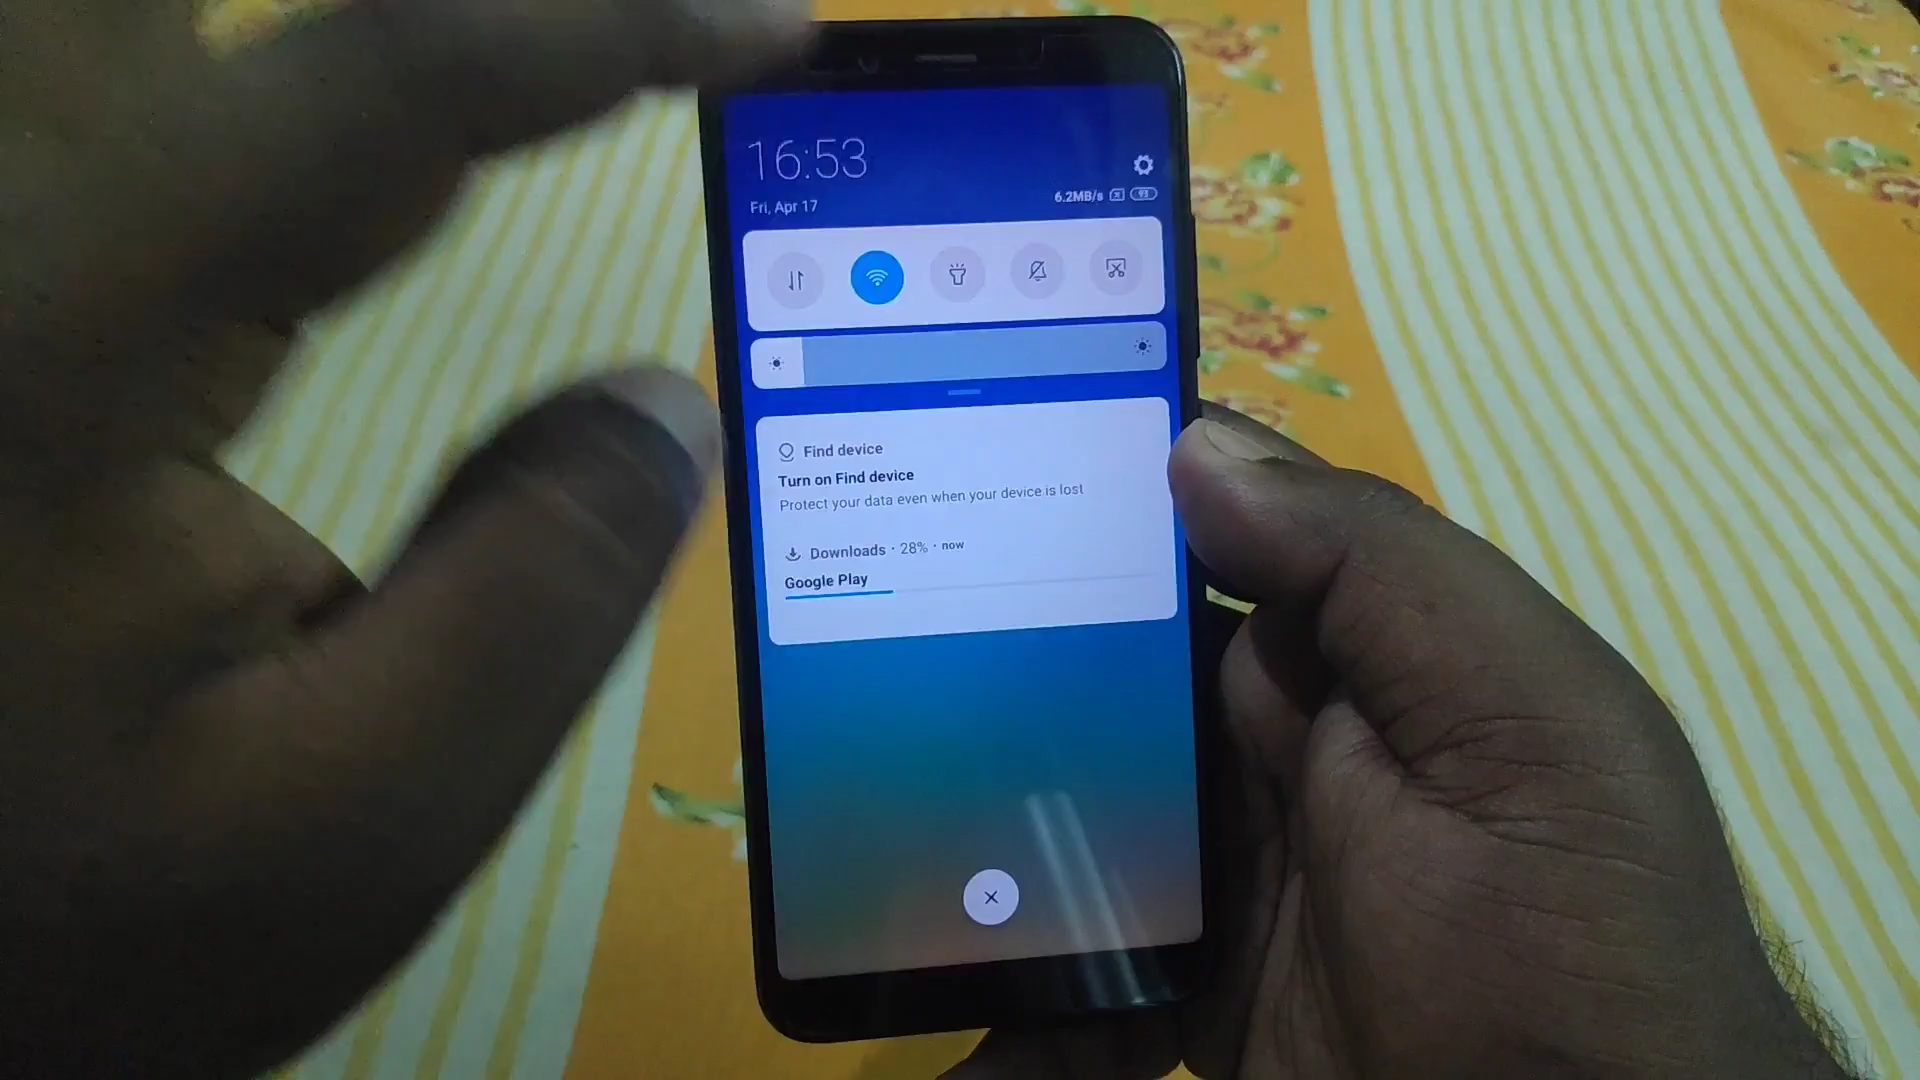 16:53
6.2MB/s 93
Fri, Apr 17
Find device
Turn on Find device
Protect your data even when your device is lost
Downloads · 28% · now
Google Play